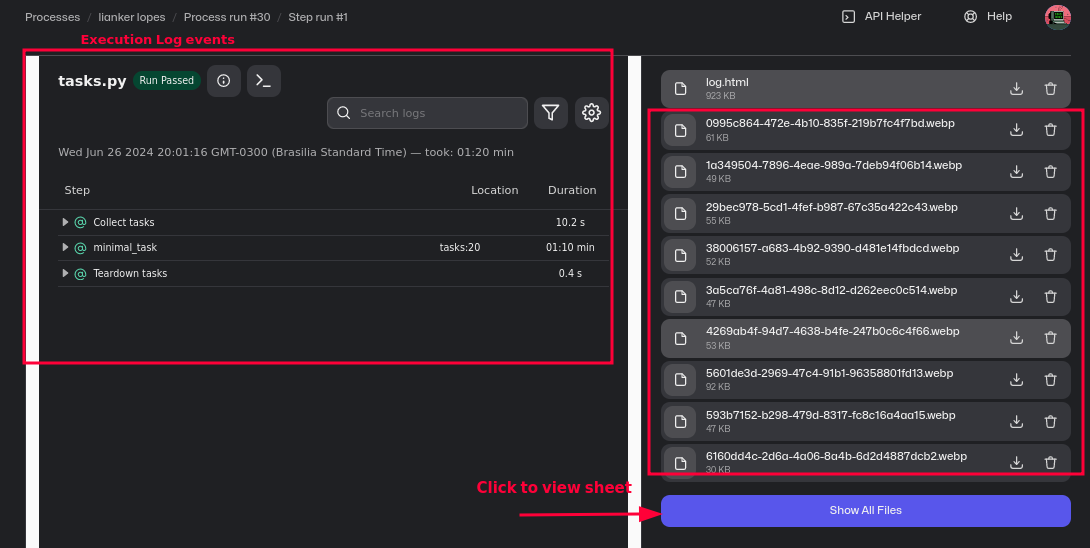 Processes / lianker lopes / Process run #30 / Step run #1
API Helper
Help
Execution Log events
tasks.py
Run Passed
Search logs
Wed Jun 26 2024 20:01:16 GMT-0300 (Brasilia Standard Time) — took: 01:20 min
Step Location Duration
@ Collect tasks 10.2 s
@ minimal_task tasks:20 01:10 min
@ Teardown tasks 0.4 s
log.html
923 KB
0995c864-472e-4b10-835f-219b7fc4f7bd.webp
61 KB
1a349504-7896-4eae-989a-7deb94f06b14.webp
49 KB
29bec978-5cd1-4fef-b987-67c35a422c43.webp
55 KB
38006157-a683-4b92-9390-d481e14fbdcd.webp
52 KB
3a5ca76f-4a81-498c-8d12-d262eec0c514.webp
47 KB
4269ab4f-94d7-4638-b4fe-247b0c6c4f66.webp
53 KB
5601de3d-2969-47c4-91b1-96358801fd13.webp
92 KB
593b7152-b298-479d-8317-fc8c16a4aa15.webp
47 KB
6160dd4c-2d6a-4a06-8a4b-6d2d4887dcb2.webp
30 KB
Click to view sheet
Show All Files